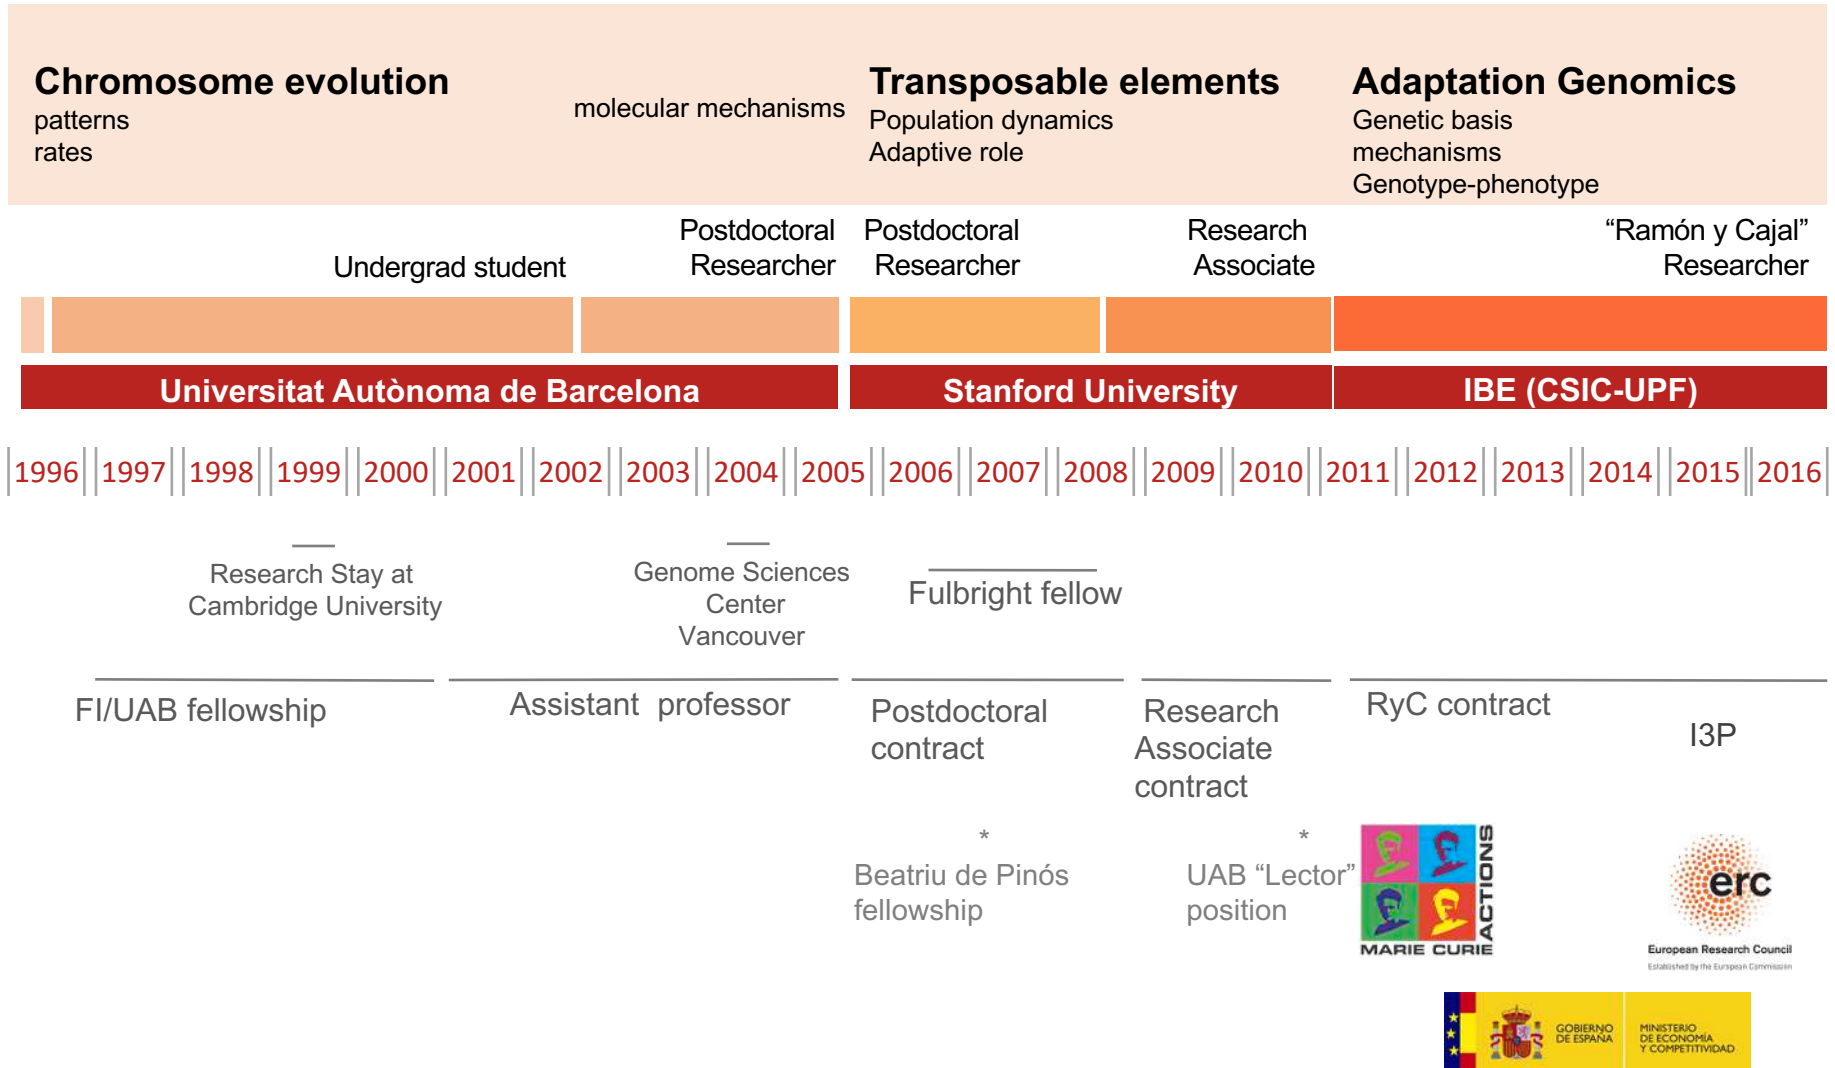 Chromosome evolution
patterns
rates
molecular mechanisms
Transposable elements
Population dynamics
Adaptive role
Adaptation Genomics
Genetic basis
mechanisms
Genotype-phenotype
Undergrad student
Postdoctoral
Researcher
Postdoctoral
Researcher
Research
Associate
“Ramón y Cajal”
Researcher
Universitat Autònoma de Barcelona
Stanford University
IBE (CSIC-UPF)
1996 1997 1998 1999 2000 2001 2002 2003 2004 2005 2006 2007 2008 2009 2010 2011 2012 2013 2014 2015 2016
Research Stay at
Cambridge University
Genome Sciences
Center
Vancouver
Fulbright fellow
FI/UAB fellowship
Assistant professor
Postdoctoral
contract
Research
Associate
contract
RyC contract
I3P
*
Beatriu de Pinós
fellowship
*
UAB “Lector”
position
MARIE CURIE
ACTIONS
erc
European Research Council
Established by the European Commission
GOBIERNO
DE ESPAÑA
MINISTERIO
DE ECONOMÍA
Y COMPETITIVIDAD